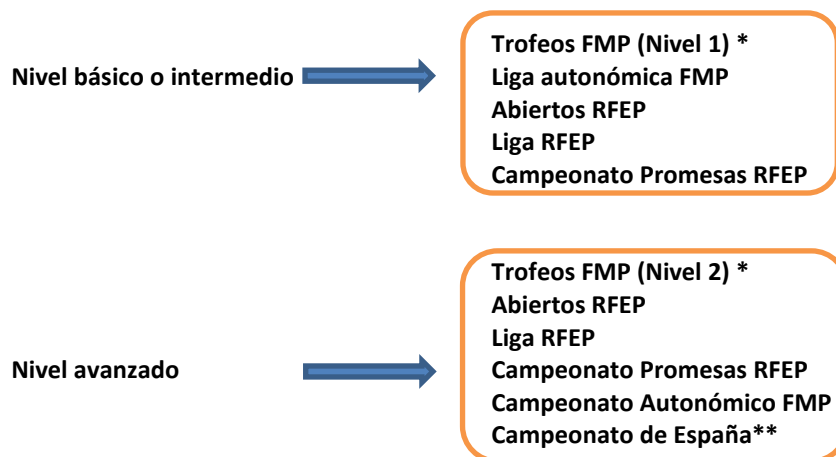 Nivel básico o intermedio
Trofeos FMP (Nivel 1) *
Liga autonómica FMP
Abiertos RFEP
Liga RFEP
Campeonato Promesas RFEP
Nivel avanzado
Trofeos FMP (Nivel 2) *
Abiertos RFEP
Liga RFEP
Campeonato Promesas RFEP
Campeonato Autonómico FMP
Campeonato de España**